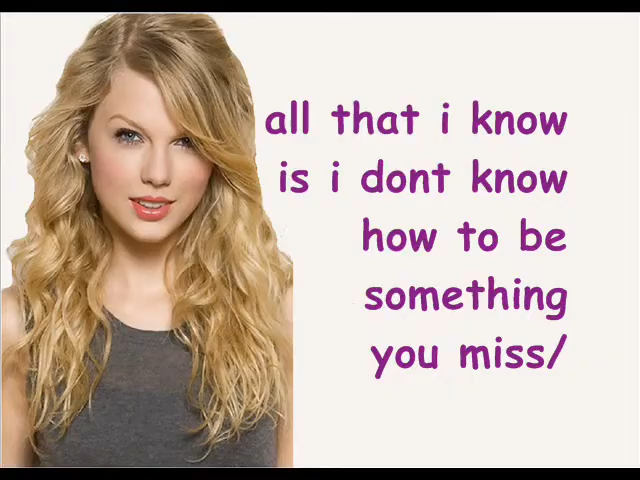 all that i know
is i dont know
how to be
something
you miss/